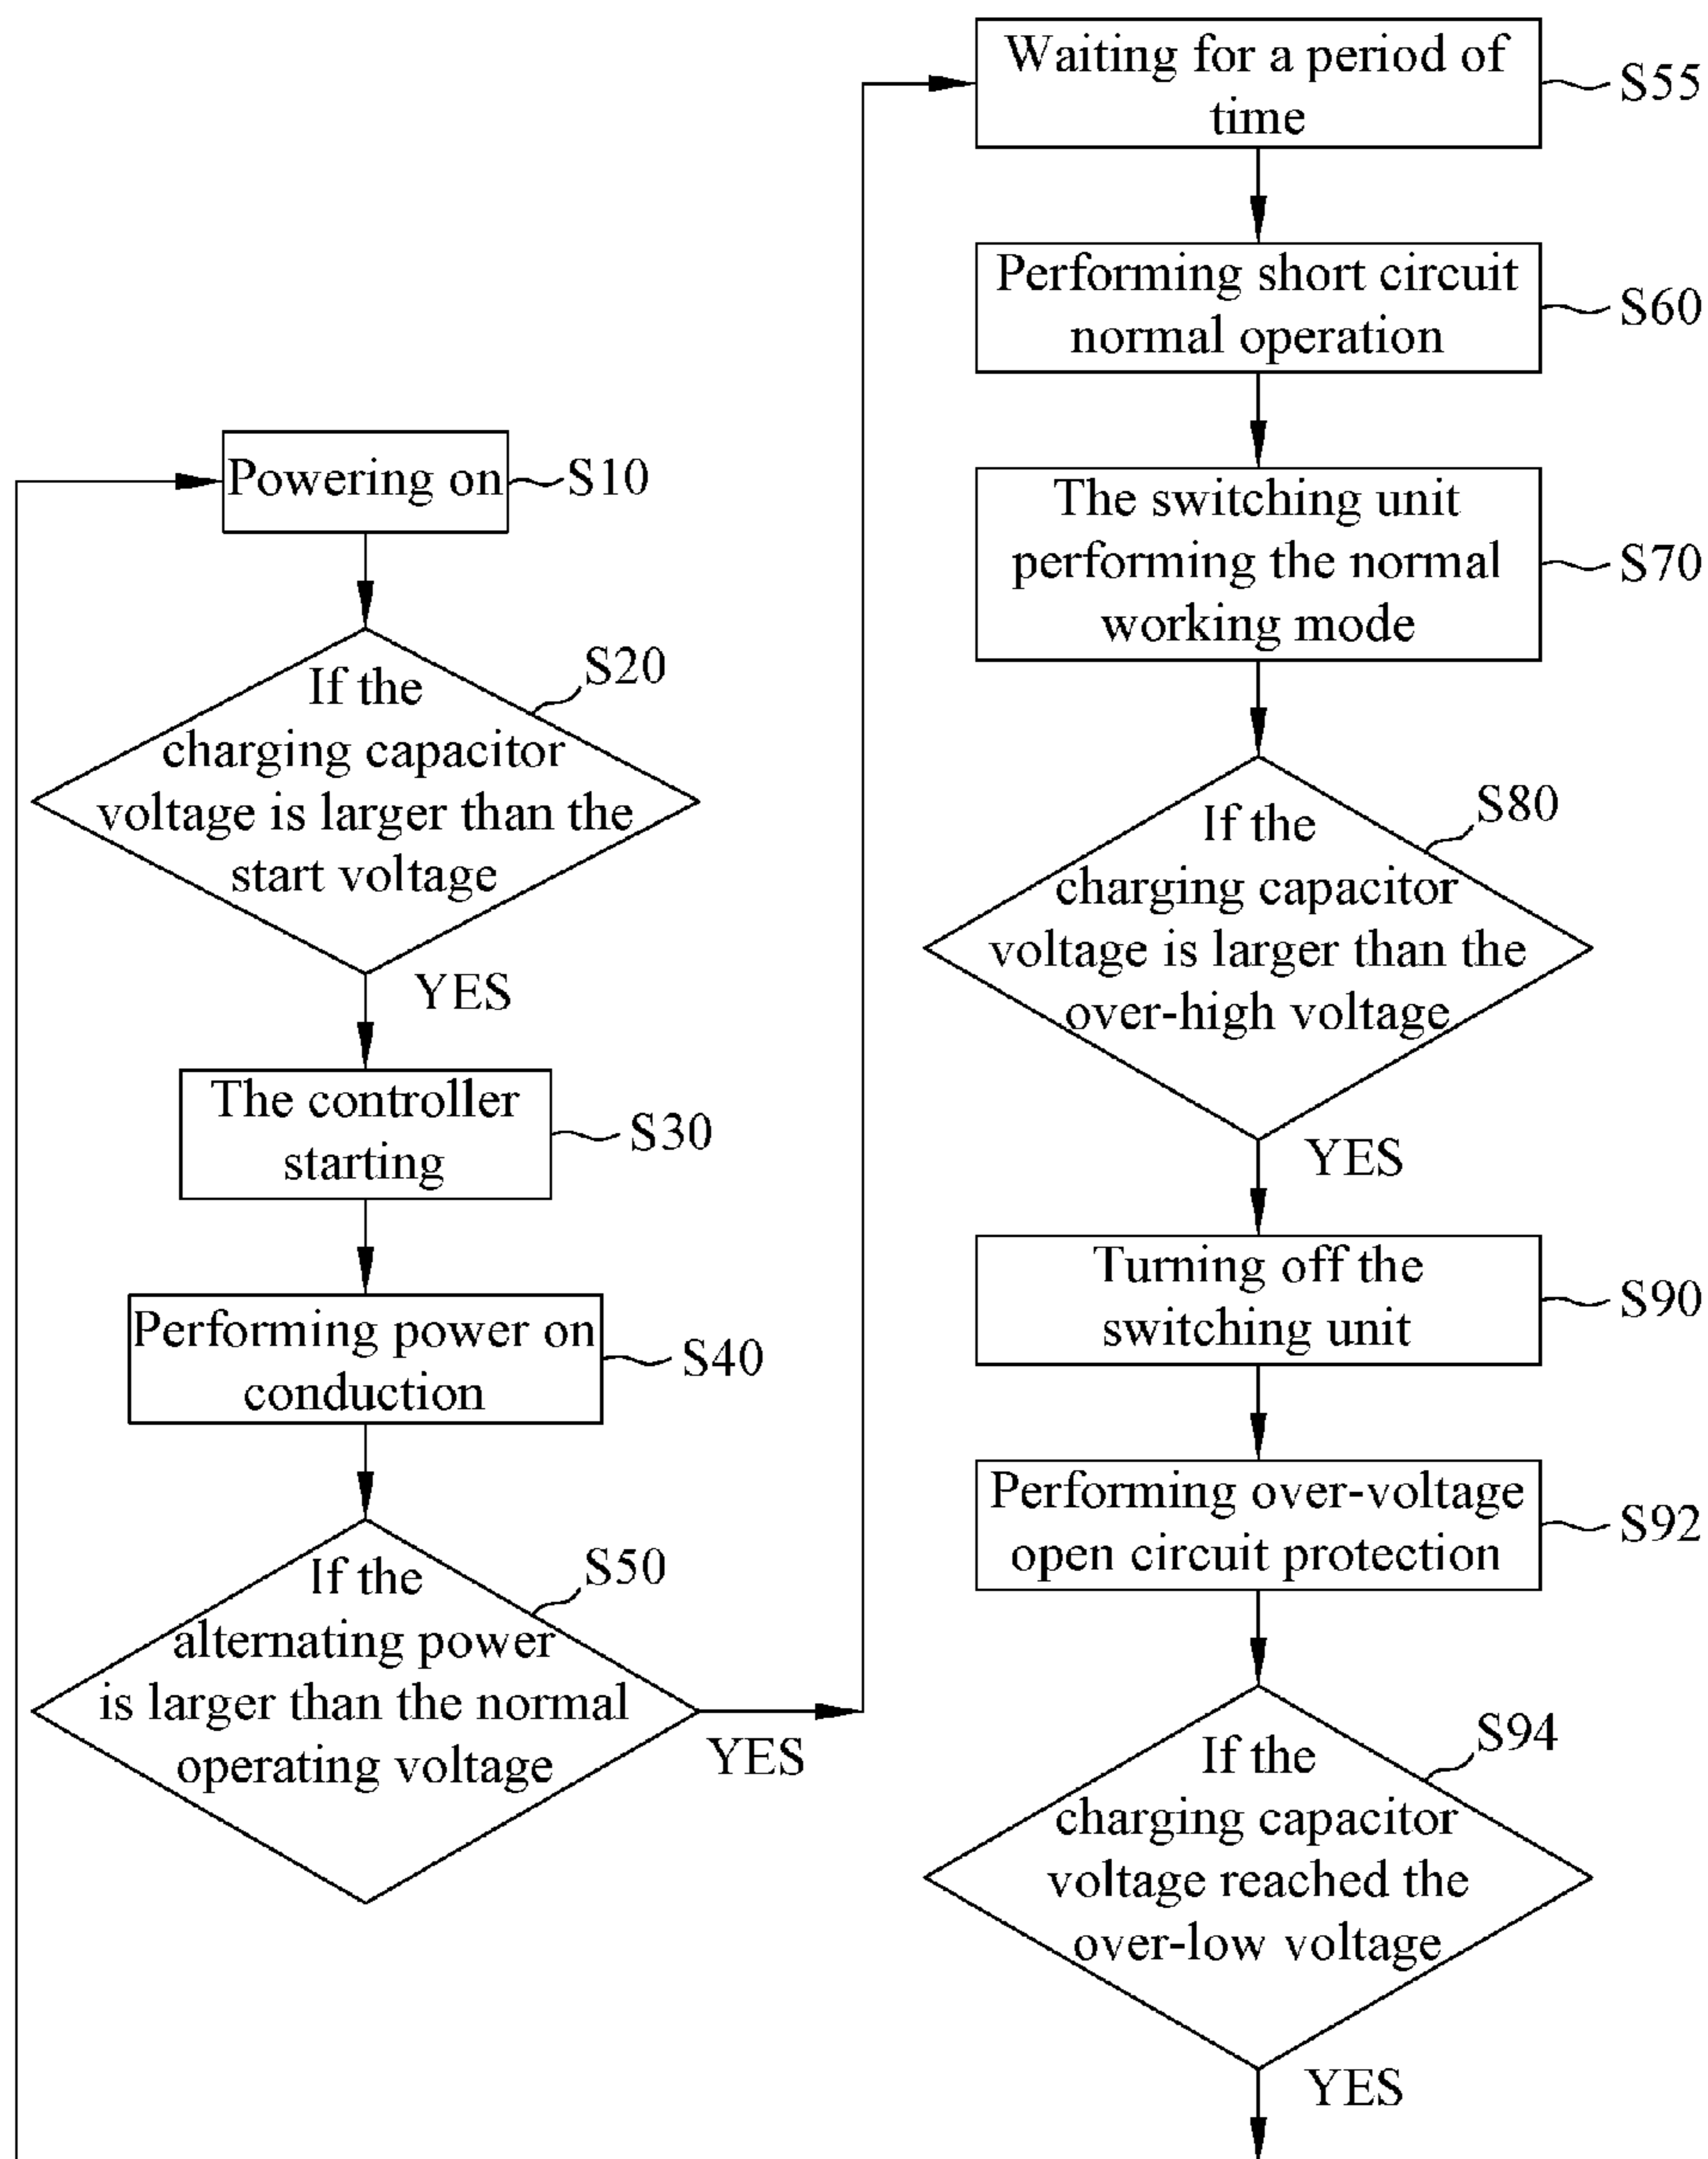 Powering on
S10
If the
charging capacitor
voltage is larger than the
start voltage
S20
YES
The controller
starting
S30
Performing power on
conduction
S40
If the
alternating power
is larger than the normal
operating voltage
S50
YES
Waiting for a period of
time
S55
Performing short circuit
normal operation
S60
The switching unit
performing the normal
working mode
S70
If the
charging capacitor
voltage is larger than the
over-high voltage
S80
YES
Turning off the
switching unit
S90
Performing over-voltage
open circuit protection
S92
If the
charging capacitor
voltage reached the
over-low voltage
S94
YES